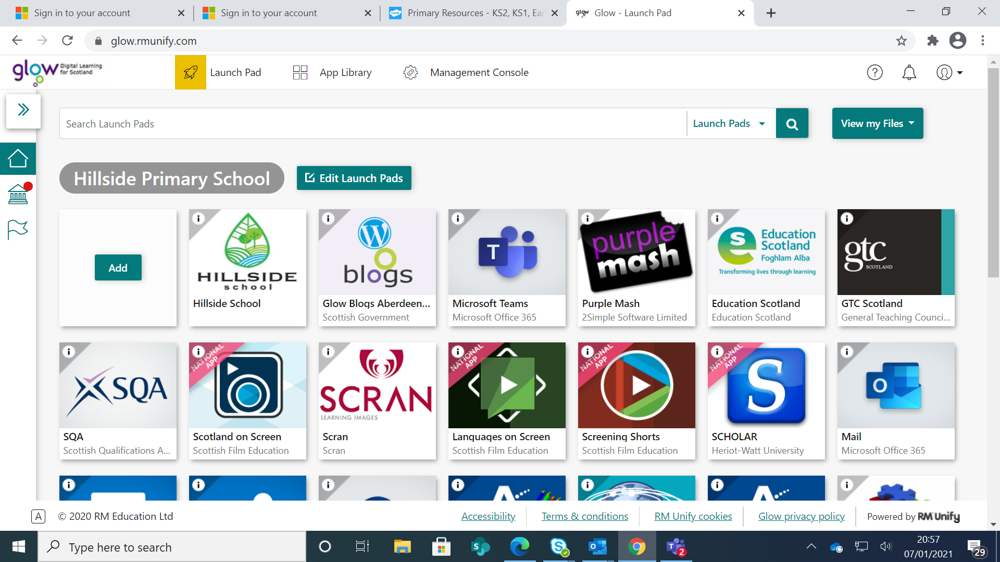 Sign in to your account
Sign in to your account
twinkl
Primary Resources - KS2, KS1, Ear
glow
Glow - Launch Pad
glow.rmunify.com
glow Digital Learning
for Scotland
Launch Pad
App Library
Management Console
Search Launch Pads
Launch Pads
View my Files
Hillside Primary School
Edit Launch Pads
Add
HILLSIDE
school
Hillside School
blogs
Glow Blogs Aberdeen...
Scottish Government
T
Microsoft Teams
Microsoft Office 365
purple
mash
Purple Mash
2Simple Software Limited
Education
Scotland
Foghlam Alba
Transforming lives through learning
Education Scotland
Education Scotland
gtc
SCOTLAND
GTC Scotland
General Teaching Counci...
SQA
SQA
Scottish Qualifications A...
NATIONAL
APP
Scotland on Screen
Scottish Film Education
SCRAN
LEARNING IMAGES
Scran
Scran
NATIONAL
APP
Languages on Screen
Scottish Film Education
NATIONAL
APP
Screening Shorts
Scottish Film Education
NATIONAL
APP
S
SCHOLAR
Heriot-Watt University
O
Mail
Microsoft Office 365
A
© 2020 RM Education Ltd
Accessibility
Terms & conditions
RM Unify cookies
Glow privacy policy
Powered by RM Unify
Type here to search
2
20:57
07/01/2021
29